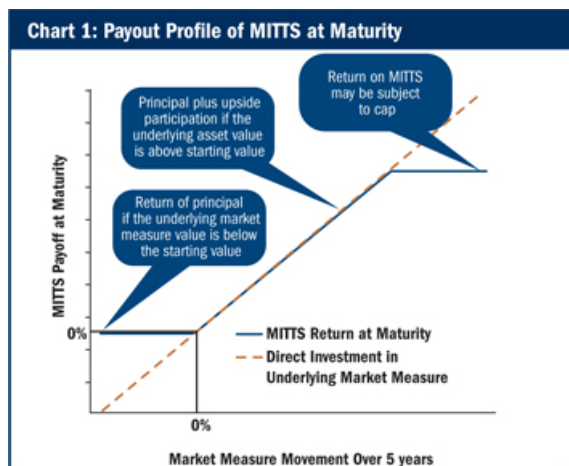 Chart 1: Payout Profile of MITTS at Maturity
Return on MITTS
may be subject
to cap
Principal plus upside
participation if the
underlying asset value
is above starting value
Return of principal
if the underlying market
measure value is below
the starting value
MITTS Payoff at Maturity
0%
MITTS Return at Maturity
Direct Investment in
Underlying Market Measure
0%
Market Measure Movement Over 5 years